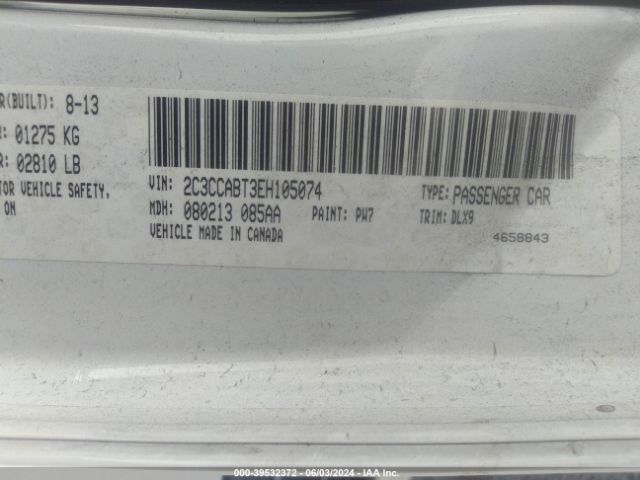 R(BUILT): 8-13
R: 01275 KG
R: 02810 LB
TOR VEHICLE SAFETY,
ON
VIN: 2C3CCABT3EH105074 TYPE: PASSENGER CAR
MDH: 080213 085AA PAINT: PW7 TRIM: DLX9
VEHICLE MADE IN CANADA 4658843
000-39532372 - 06/03/2024 - IAA Inc.